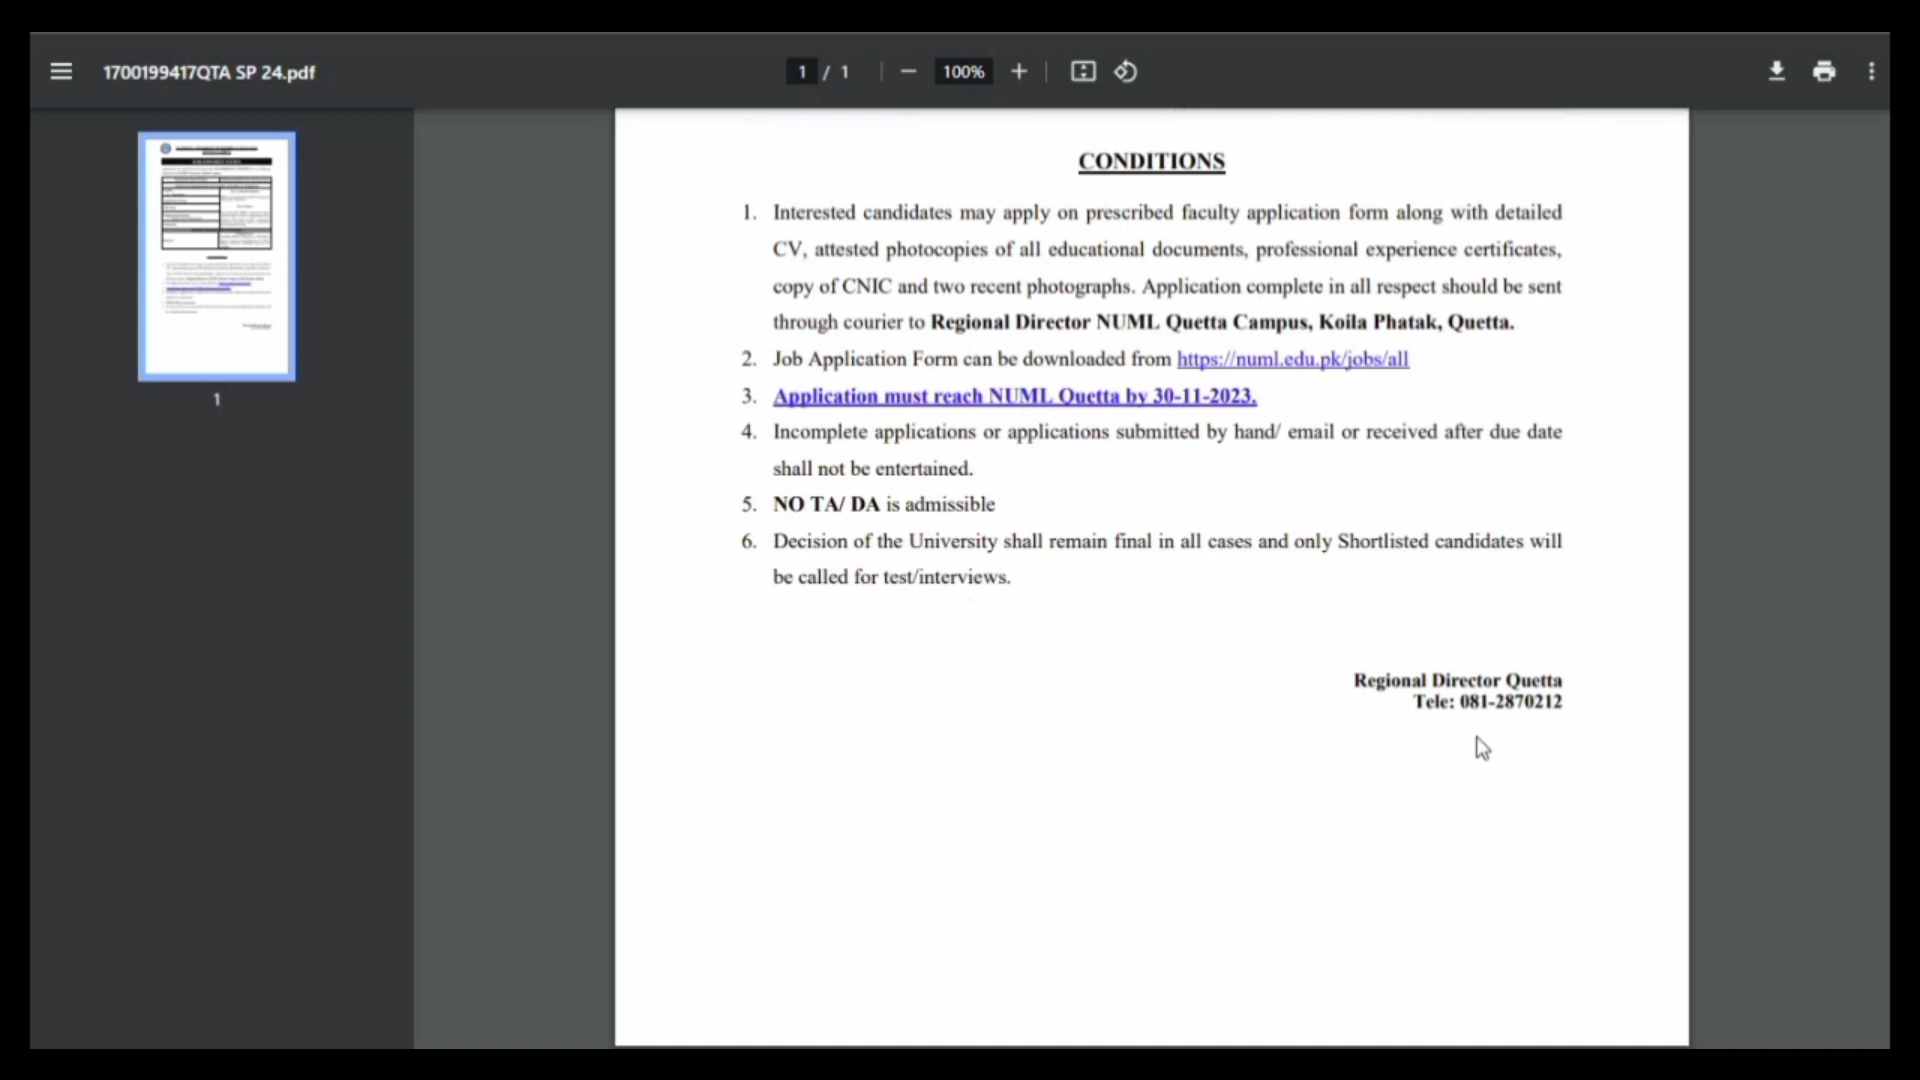 1700199417QTA SP 24.pdf
1 / 1
100%
1
CONDITIONS
1. Interested candidates may apply on prescribed faculty application form along with detailed
CV, attested photocopies of all educational documents, professional experience certificates,
copy of CNIC and two recent photographs. Application complete in all respect should be sent
through courier to Regional Director NUML Quetta Campus, Koila Phatak, Quetta.
2. Job Application Form can be downloaded from https://numl.edu.pk/jobs/all
3. Application must reach NUML Quetta by 30-11-2023.
4. Incomplete applications or applications submitted by hand/ email or received after due date
shall not be entertained.
5. NO TA/ DA is admissible
6. Decision of the University shall remain final in all cases and only Shortlisted candidates will
be called for test/interviews.
Regional Director Quetta
Tele: 081-2870212